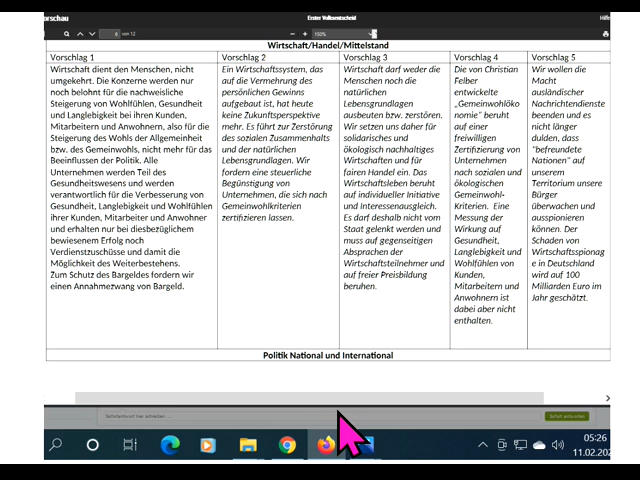 orschau
Erster Volksentscheid
Hilfe
6 von 12
150%
Wirtschaft/Handel/Mittelstand
Vorschlag 1
Wirtschaft dient den Menschen, nicht
umgekehrt. Die Konzerne werden nur
noch belohnt für die nachweisliche
Steigerung von Wohlfühlen, Gesundheit
und Langlebigkeit bei ihren Kunden,
Mitarbeitern und Anwohnern, also für die
Steigerung des Wohls der Allgemeinheit
bzw. des Gemeinwohls, nicht mehr für das
Beeinflussen der Politik. Alle
Unternehmen werden Teil des
Gesundheitswesens und werden
verantwortlich für die Verbesserung von
Gesundheit, Langlebigkeit und Wohlfühlen
ihrer Kunden, Mitarbeiter und Anwohner
und erhalten nur bei diesbezüglichem
bewiesenem Erfolg noch
Verdienstzuschüsse und damit die
Möglichkeit des Weiterbestehens.
Zum Schutz des Bargeldes fordern wir
einen Annahmezwang von Bargeld.
Vorschlag 2
Ein Wirtschaftssystem, das
auf die Vermehrung des
persönlichen Gewinns
aufgebaut ist, hat heute
keine Zukunftsperspektive
mehr. Es führt zur Zerstörung
des sozialen Zusammenhalts
und der natürlichen
Lebensgrundlagen. Wir
fordern eine steuerliche
Begünstigung von
Unternehmen, die sich nach
Gemeinwohlkriterien
zertifizieren lassen.
Vorschlag 3
Wirtschaft darf weder die
Menschen noch die
natürlichen
Lebensgrundlagen
ausbeuten bzw. zerstören.
Wir setzen uns daher für
solidarisches und
ökologisch nachhaltiges
Wirtschaften und für
fairen Handel ein. Das
Wirtschaftsleben beruht
auf individueller Initiative
und Interessenausgleich.
Es darf deshalb nicht vom
Staat gelenkt werden und
muss auf gegenseitigen
Absprachen der
Wirtschaftsteilnehmer und
auf freier Preisbildung
beruhen.
Vorschlag 4
Die von Christian
Felber
entwickelte
„Gemeinwohlöko
nomie" beruht
auf einer
freiwilligen
Zertifizierung von
Unternehmen
nach sozialen und
ökologischen
Gemeinwohl-
Kriterien. Eine
Messung der
Wirkung auf
Gesundheit,
Langlebigkeit und
Wohlfühlen von
Kunden,
Mitarbeitern und
Anwohnern ist
dabei aber nicht
enthalten.
Vorschlag 5
Wir wollen die
Macht
ausländischer
Nachrichtendienste
beenden und es
nicht länger
dulden, dass
"befreundete
Nationen" auf
unserem
Territorium unsere
Bürger
überwachen und
ausspionieren
können. Der
Schaden von
Wirtschaftsspionag
e in Deutschland
wird auf 100
Milliarden Euro im
Jahr geschätzt.
Politik National und International
Sofortantwort hier schreiben ...
Sofort antworten
05:26
11.02.202